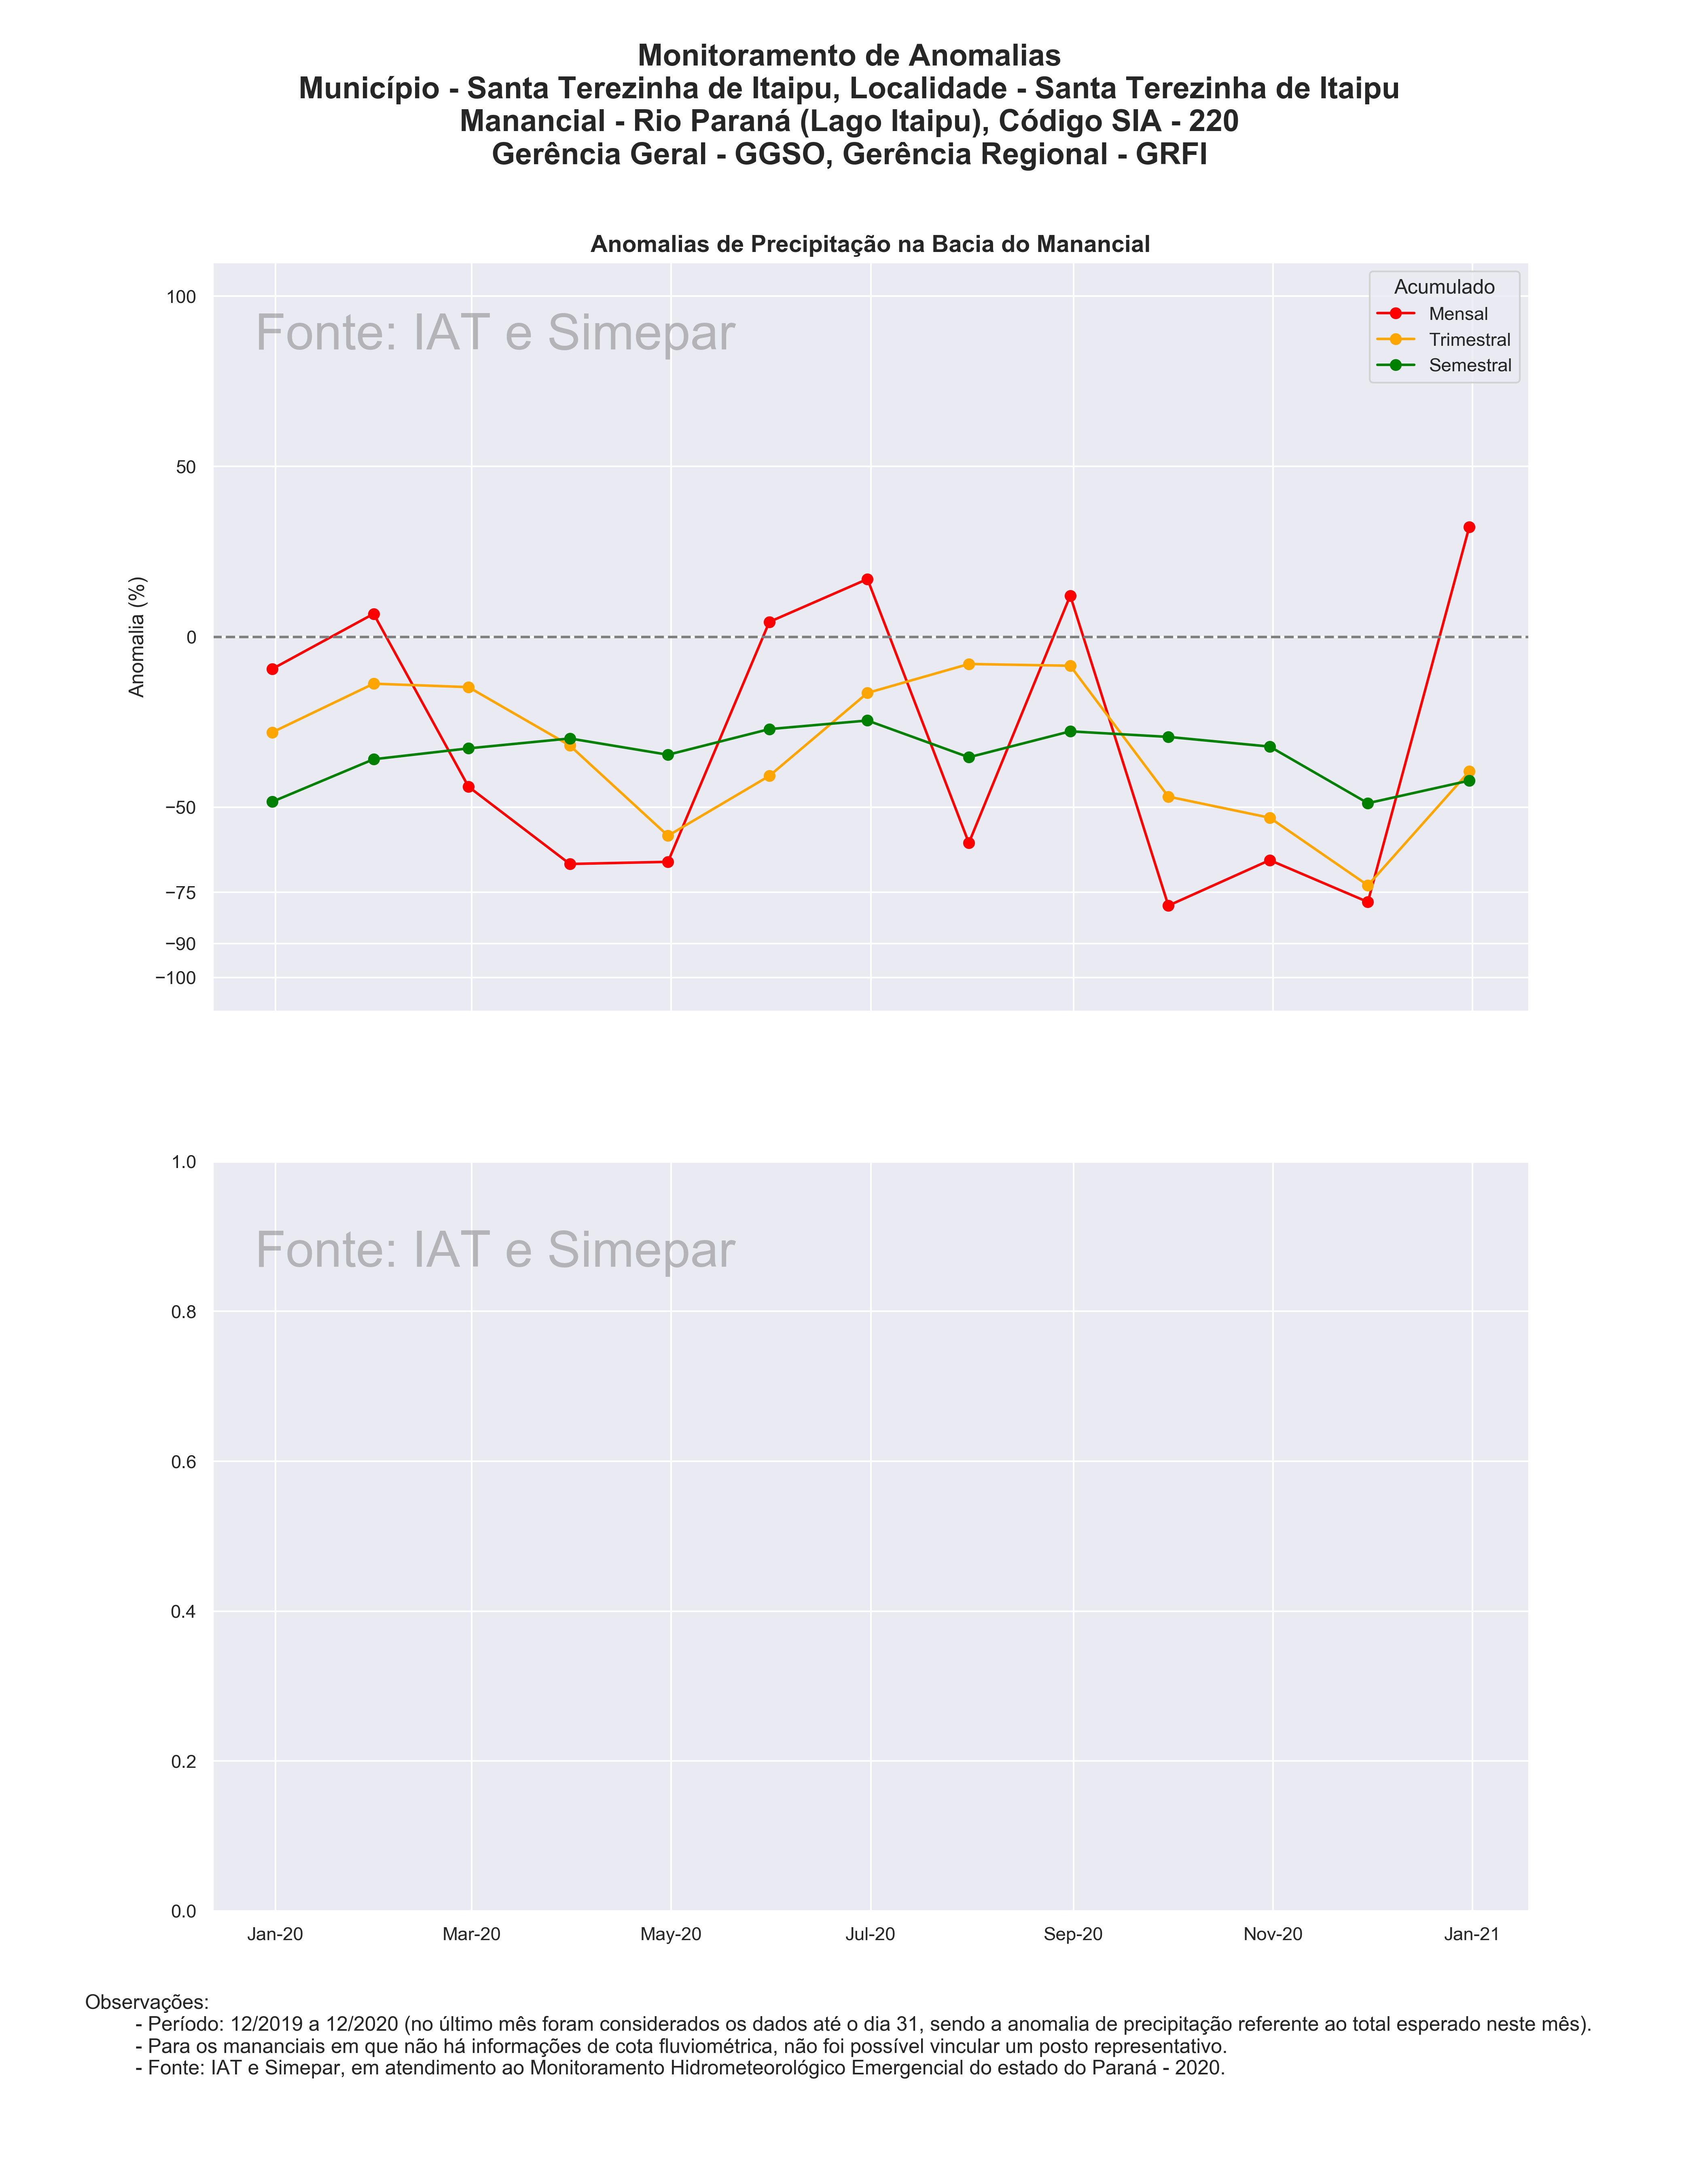 Monitoramento de Anomalias
Município - Santa Terezinha de Itaipu, Localidade - Santa Terezinha de Itaipu
Manancial - Rio Paraná (Lago Itaipu), Código SIA - 220
Gerência Geral - GGSO, Gerência Regional - GRFI
Anomalias de Precipitação na Bacia do Manancial
Fonte: IAT e Simepar
Acumulado
Mensal
Trimestral
Semestral
Anomalia (%)
100
50
0
−50
−75
−90
−100
Fonte: IAT e Simepar
1.0
0.8
0.6
0.4
0.2
0.0
Jan-20 Mar-20 May-20 Jul-20 Sep-20 Nov-20 Jan-21
Observações:
- Período: 12/2019 a 12/2020 (no último mês foram considerados os dados até o dia 31, sendo a anomalia de precipitação referente ao total esperado neste mês).
- Para os mananciais em que não há informações de cota fluviométrica, não foi possível vincular um posto representativo.
- Fonte: IAT e Simepar, em atendimento ao Monitoramento Hidrometeorológico Emergencial do estado do Paraná - 2020.